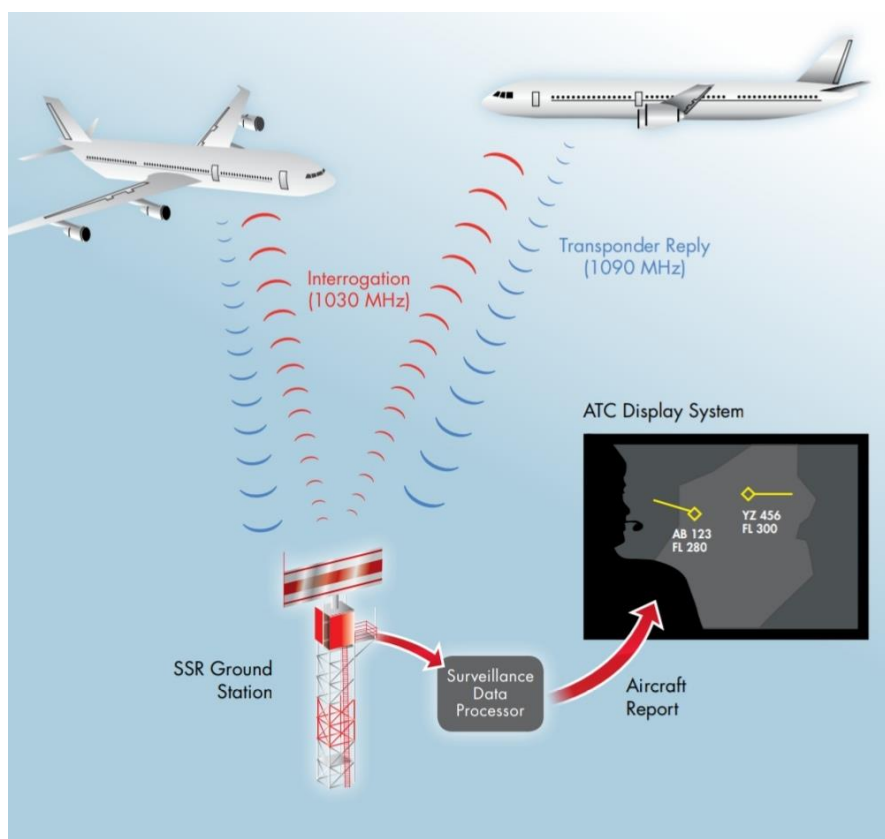 Interrogation
(1030 MHz)
Transponder Reply
(1090 MHz)
ATC Display System
AB 123
FL 280
YZ 456
FL 300
SSR Ground
Station
Surveillance
Data
Processor
Aircraft
Report